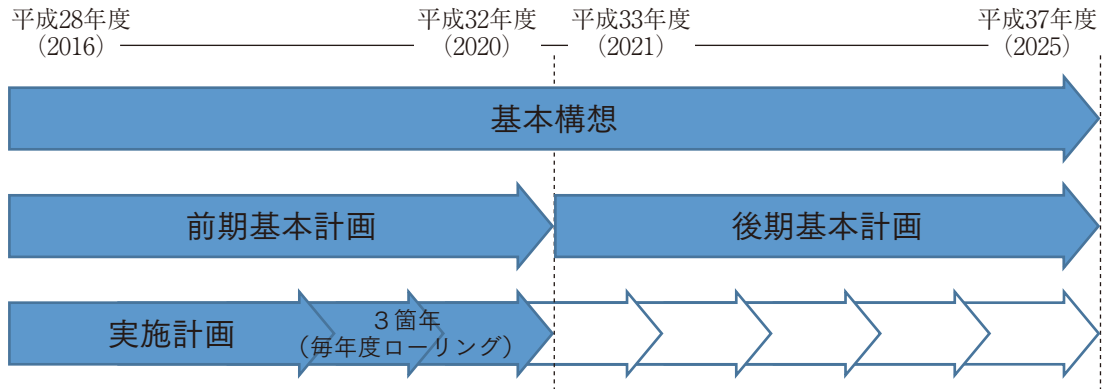 平成28年度
（2016）
平成32年度
（2020）
平成33年度
（2021）
平成37年度
（2025）
基本構想
前期基本計画
後期基本計画
実施計画
３箇年
（毎年度ローリング）